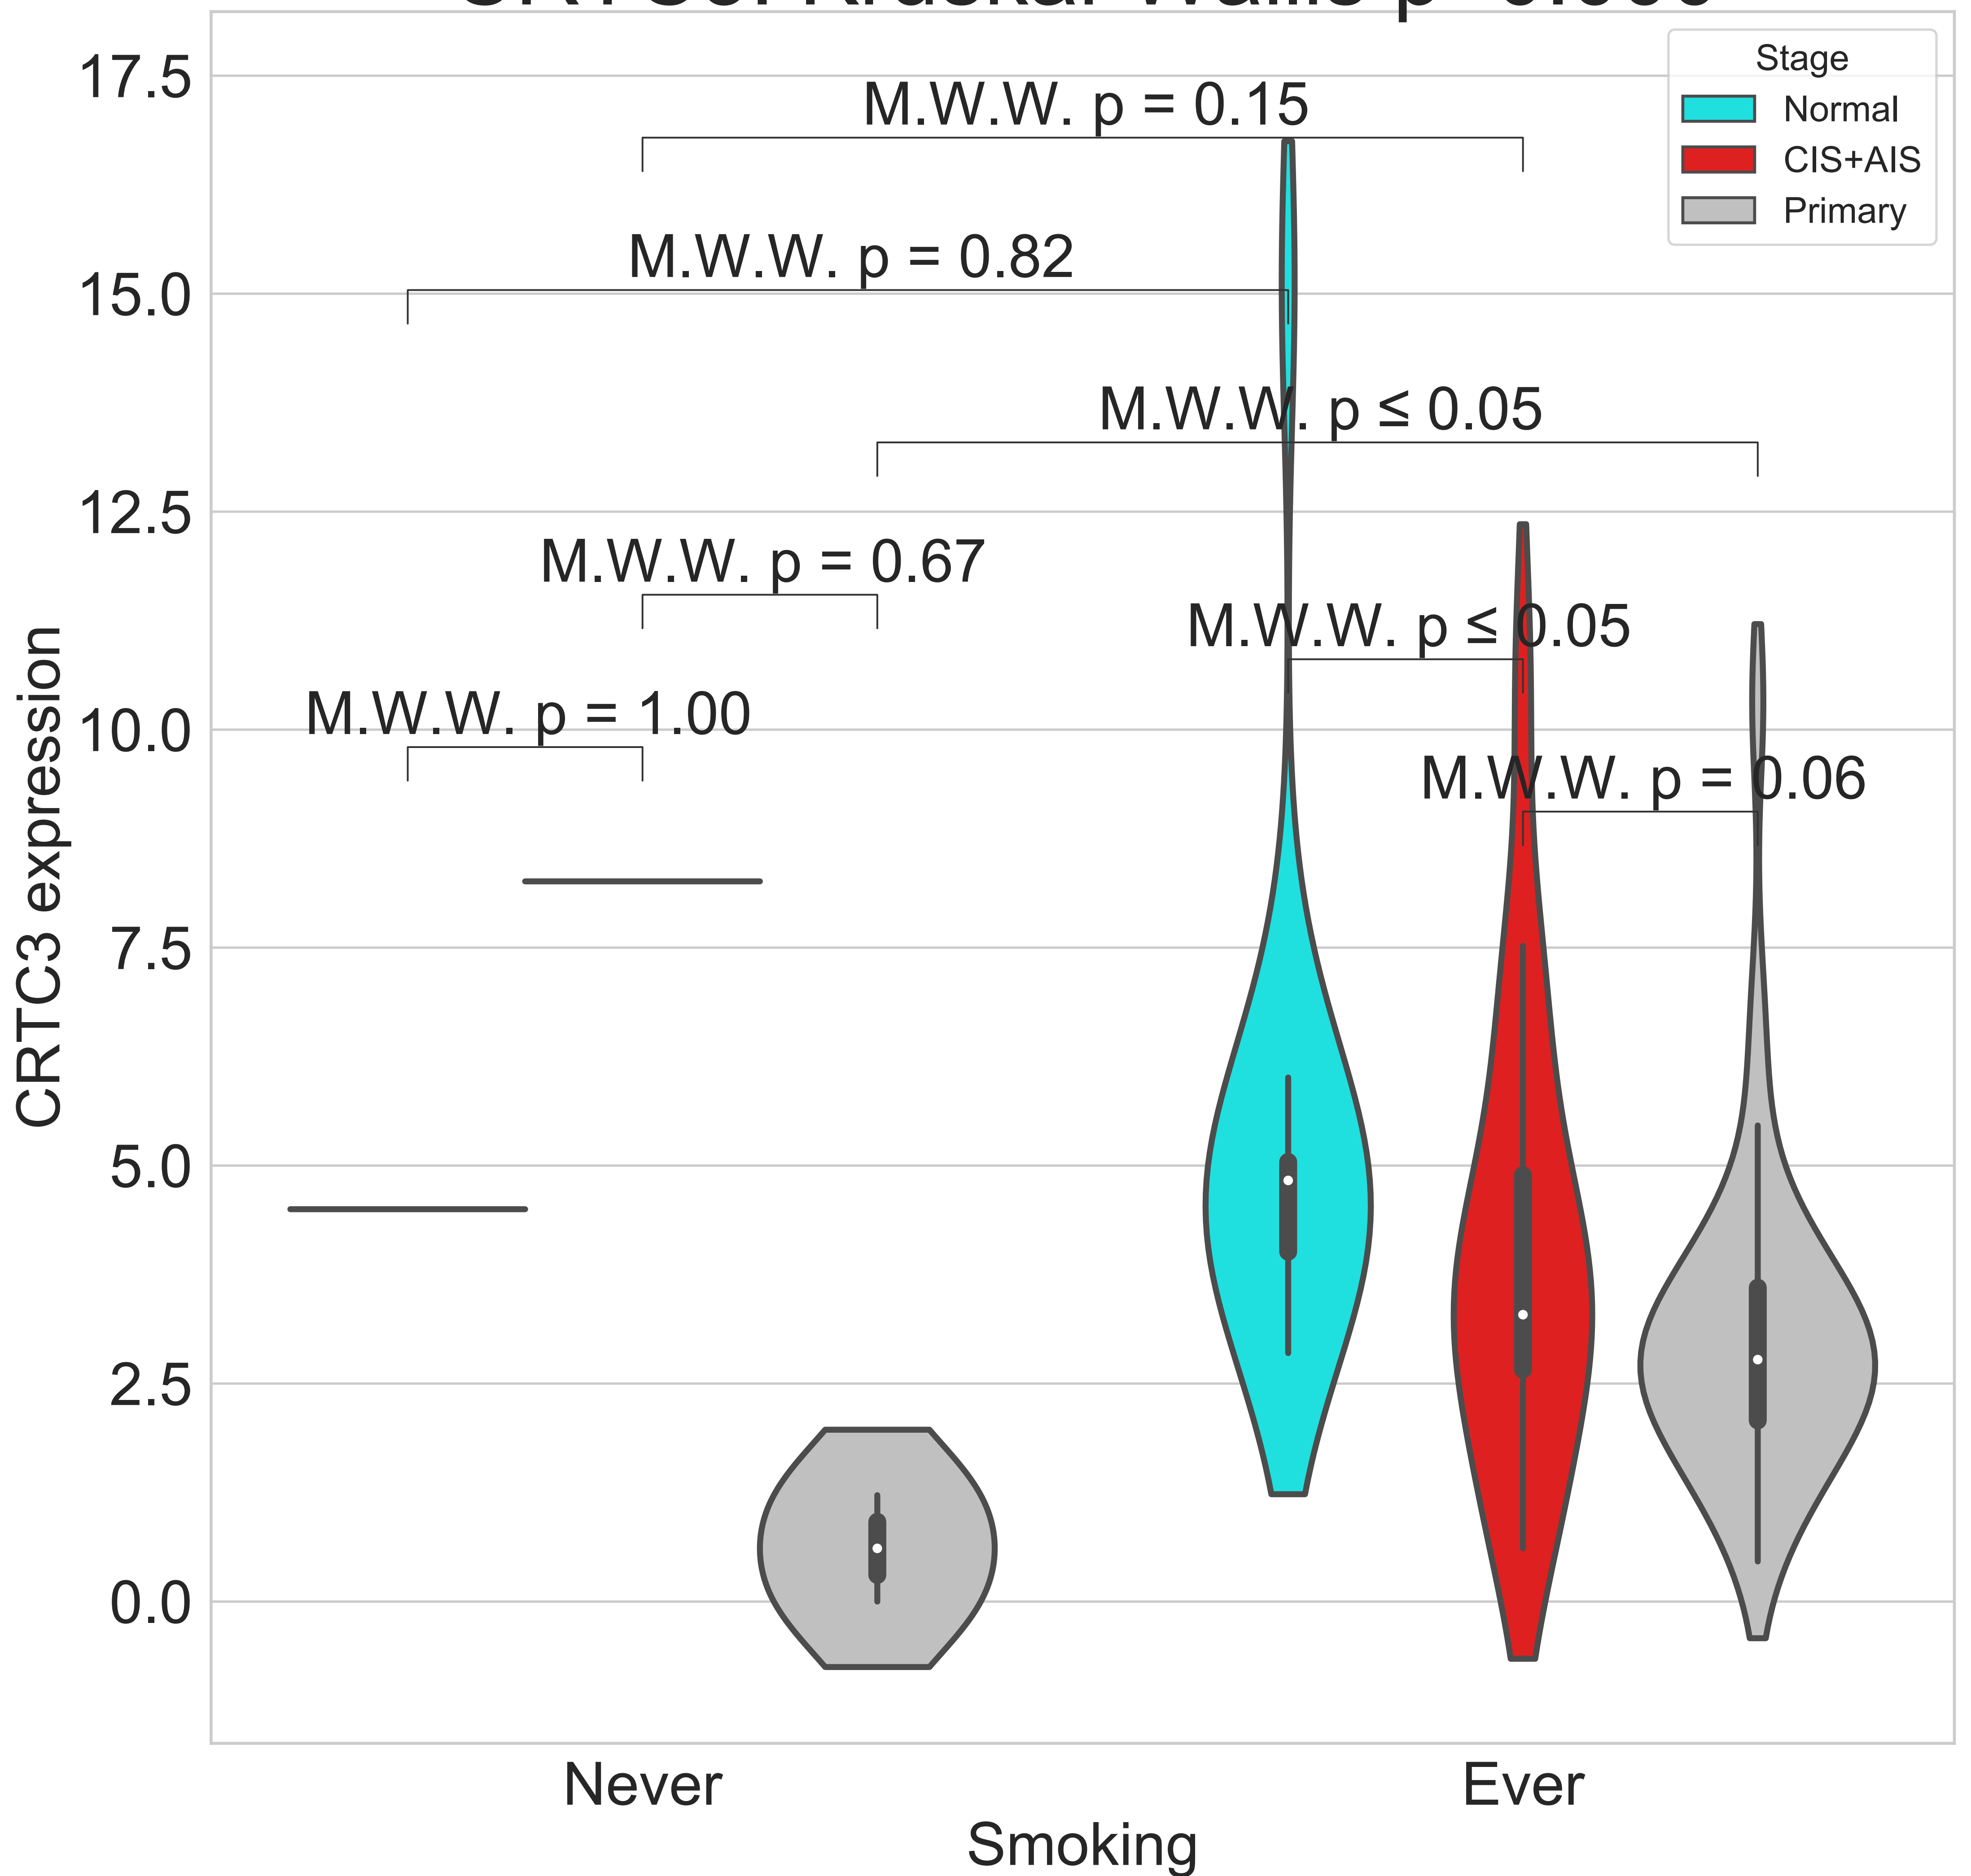 17.5
15.0
12.5
10.0
7.5
5.0
2.5
0.0
CRTC3 expression
Stage
Normal
CIS+AIS
Primary
M.W.W. p = 0.15
M.W.W. p = 0.82
M.W.W. p ≤ 0.05
M.W.W. p = 0.67
M.W.W. p ≤ 0.05
M.W.W. p = 1.00
M.W.W. p = 0.06
Never
Ever
Smoking